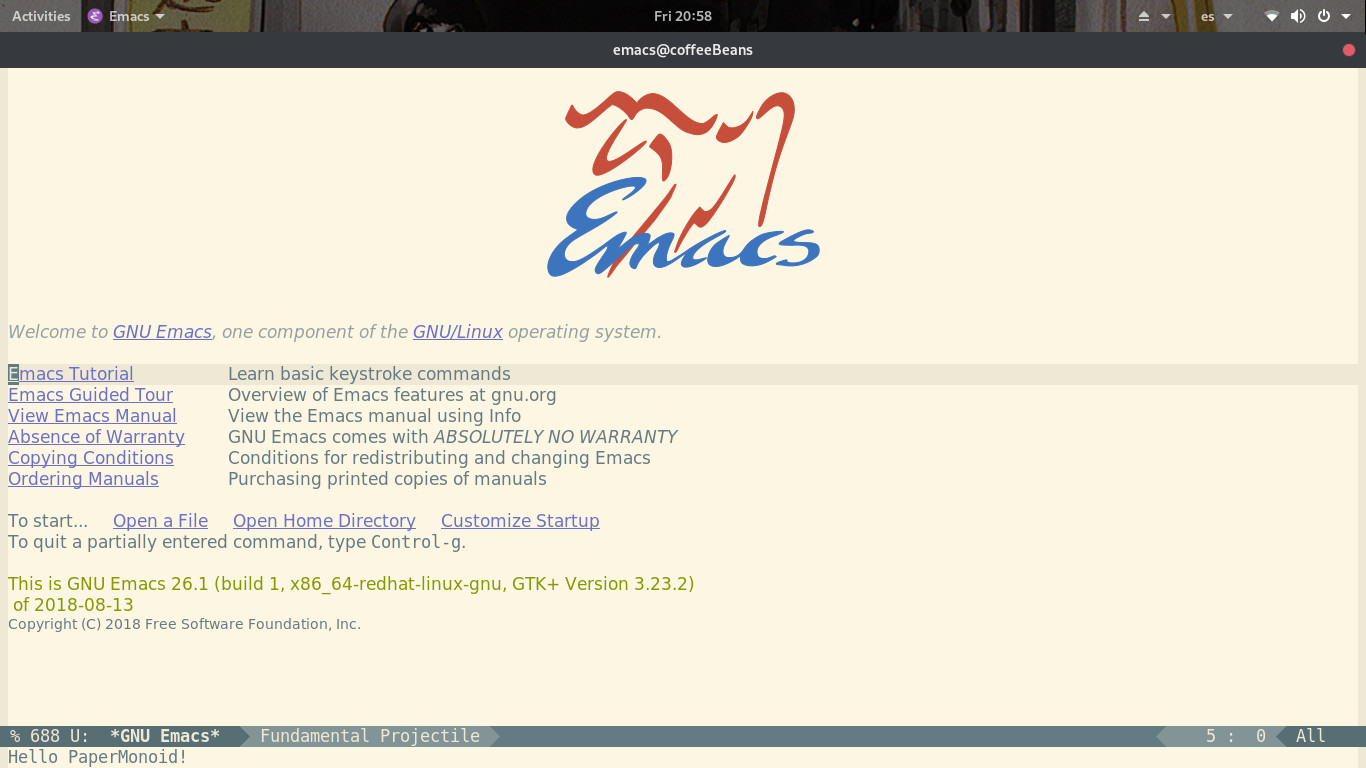 Activities Emacs Fri 20:58 es
emacs@coffeeBeans
Emacs
Welcome to GNU Emacs, one component of the GNU/Linux operating system.
Emacs Tutorial Learn basic keystroke commands
Emacs Guided Tour Overview of Emacs features at gnu.org
View Emacs Manual View the Emacs manual using Info
Absence of Warranty GNU Emacs comes with ABSOLUTELY NO WARRANTY
Copying Conditions Conditions for redistributing and changing Emacs
Ordering Manuals Purchasing printed copies of manuals
To start... Open a File Open Home Directory Customize Startup
To quit a partially entered command, type Control-g.
This is GNU Emacs 26.1 (build 1, x86_64-redhat-linux-gnu, GTK+ Version 3.23.2)
of 2018-08-13
Copyright (C) 2018 Free Software Foundation, Inc.
% 688 U: *GNU Emacs* Fundamental Projectile 5 : 0 All
Hello PaperMonoid!